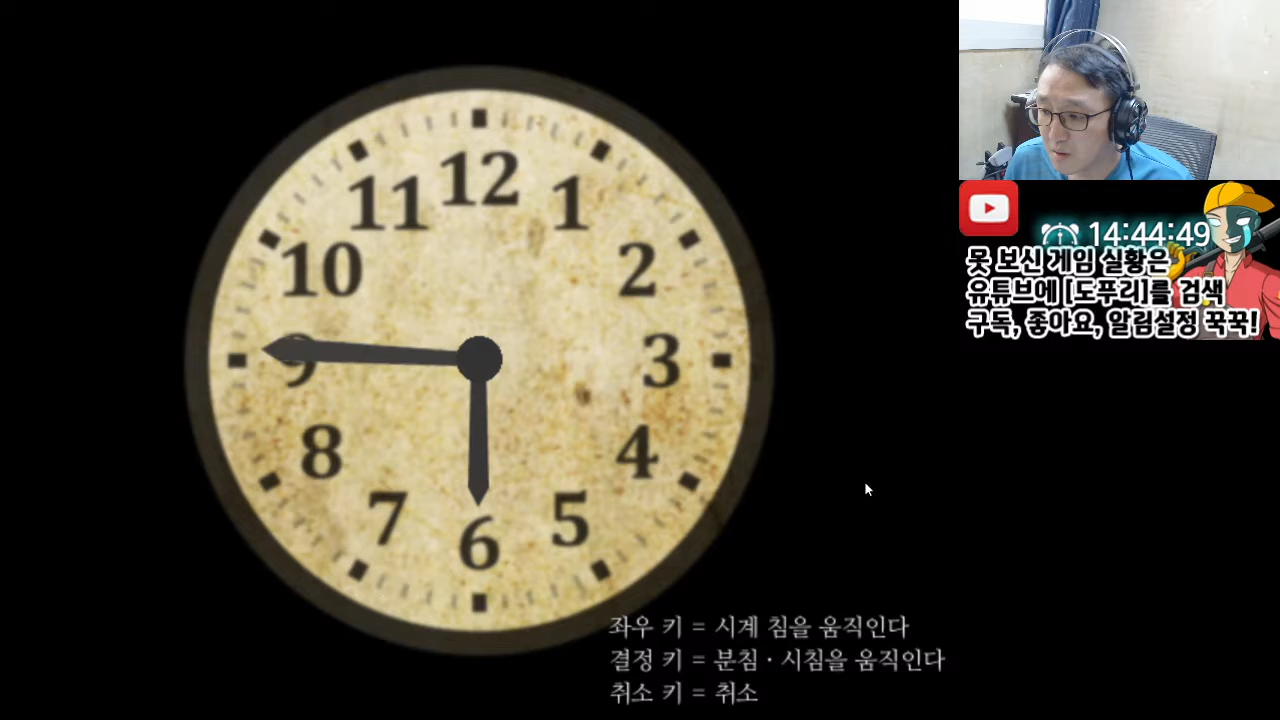 12
11
1
10
2
9
3
8
4
7
5
6
14:44:49
못 보신 게임 실황은
유튜브에 [도푸리]를 검색
구독, 좋아요, 알림설정 꾹꾹!
좌우 키 = 시계 침을 움직인다
결정 키 = 분침 · 시침을 움직인다
취소 키 = 취소